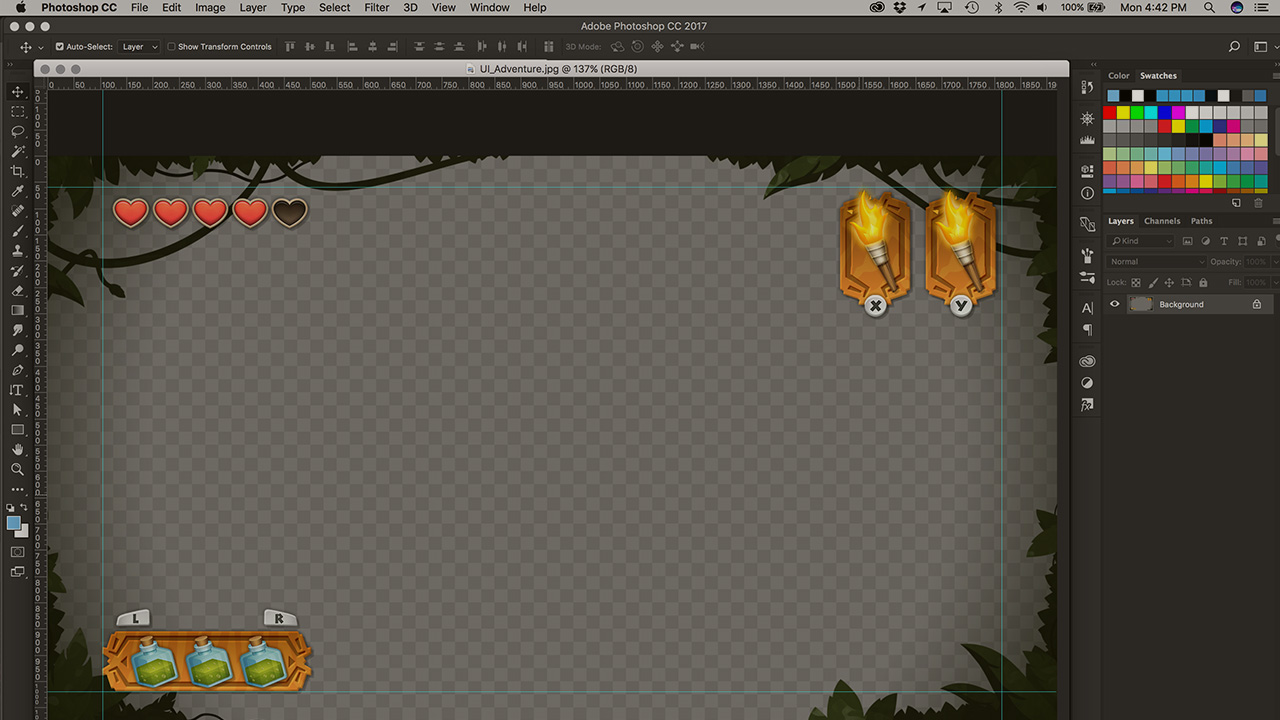 Photoshop CC File Edit Image Layer Type Select Filter 3D View Window Help 100% Mon 4:42 PM
Adobe Photoshop CC 2017
Auto-Select: Layer Show Transform Controls 3D Mode:
UI_Adventure.jpg @ 137% (RGB/8)
0 50 100 150 200 250 300 350 400 450 500 550 600 650 700 750 800 850 900 950 1000 1050 1100 1150 1200 1250 1300 1350 1400 1450 1500 1550 1600 1650 1700 1750 1800 1850
Color Swatches
X Y
Layers Channels Paths
Kind
Normal Opacity: 100%
Lock: Fill: 100%
Background
L R